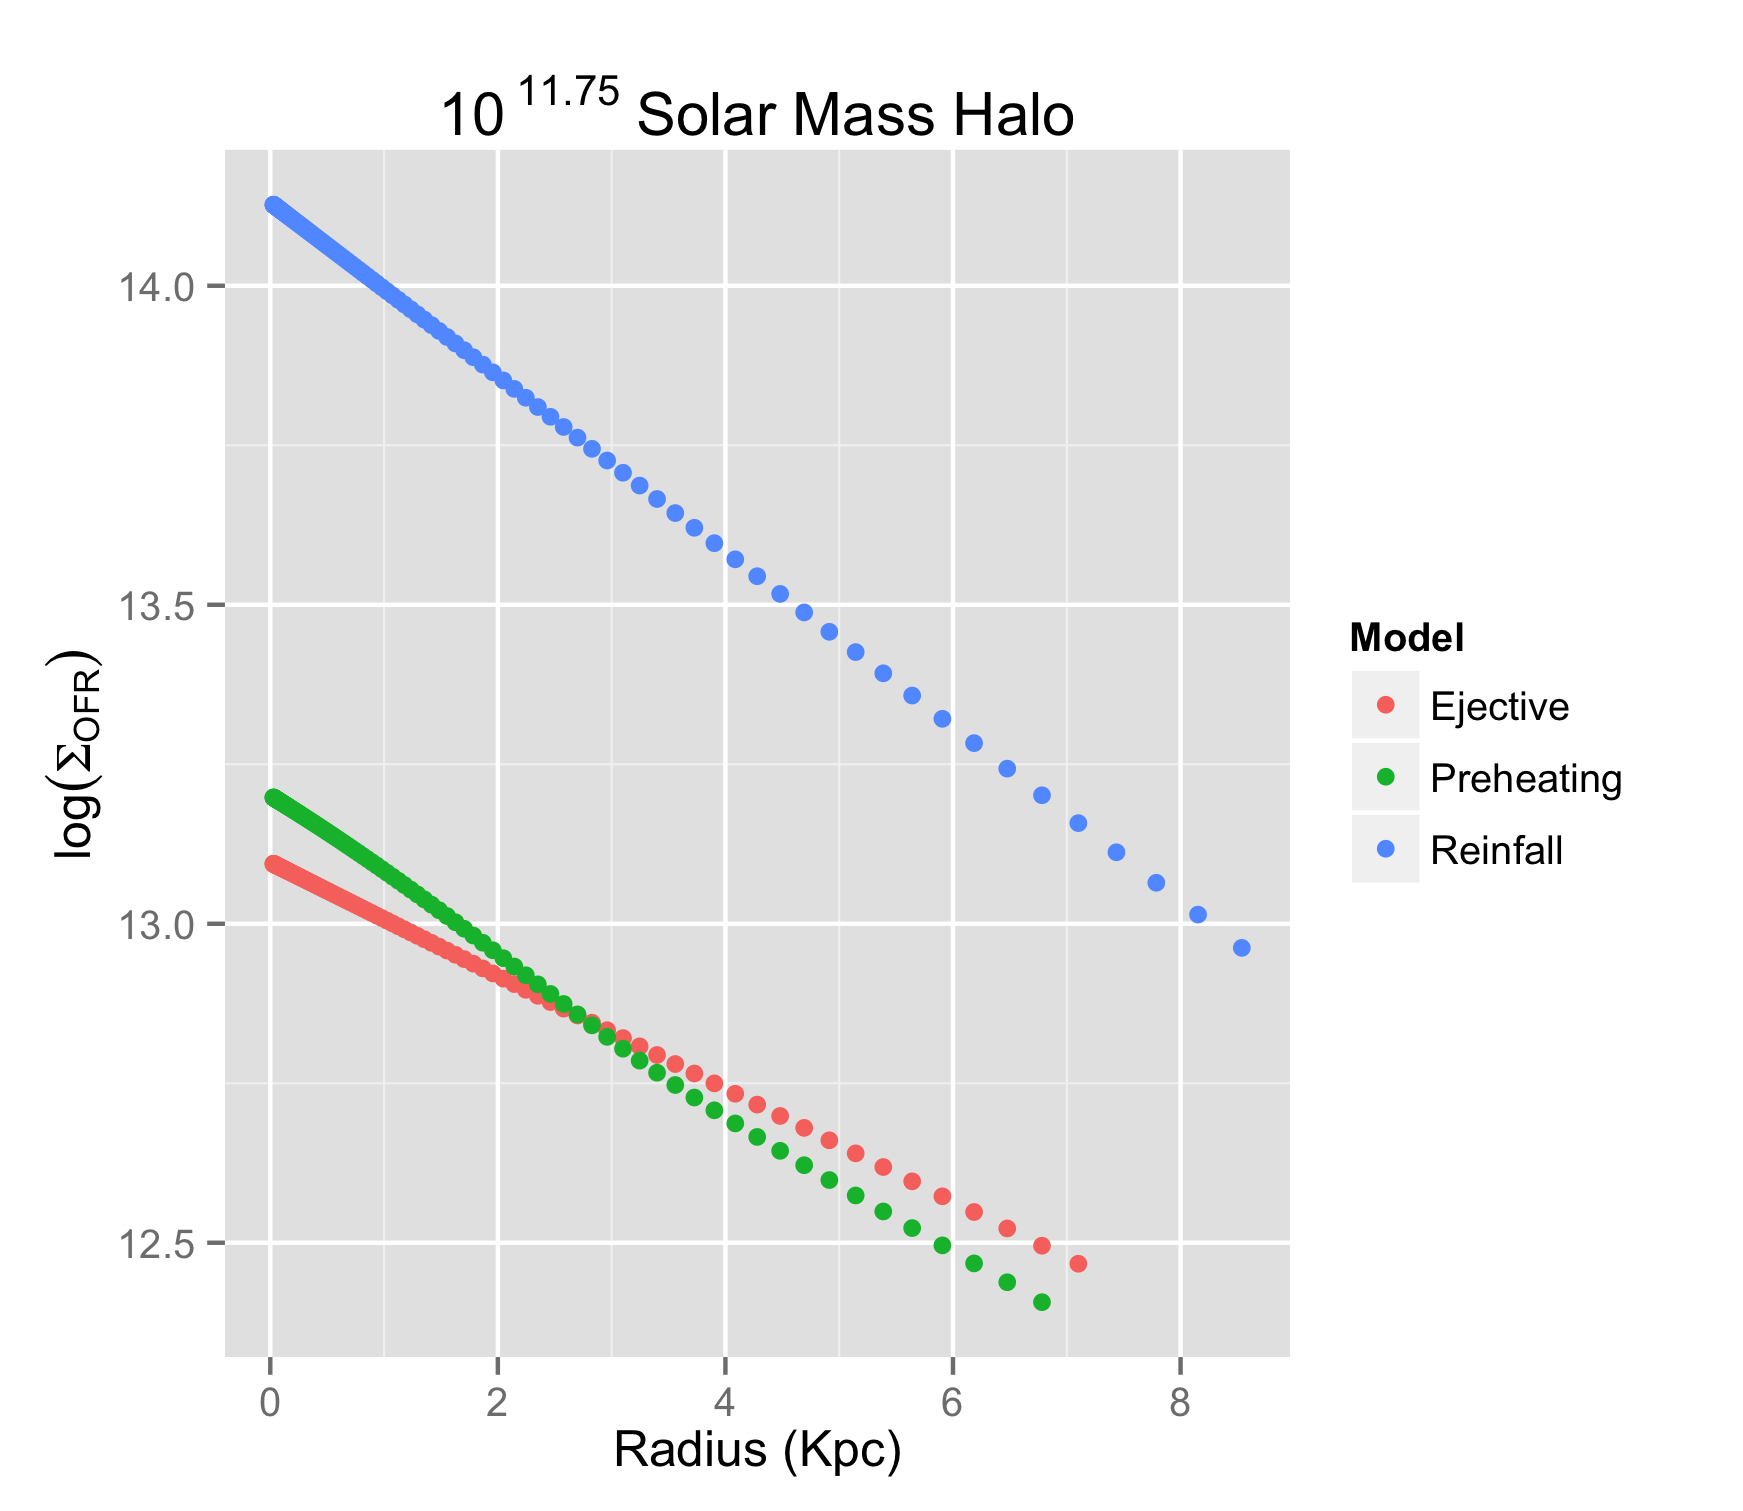 10 11.75 Solar Mass Halo
log(ΣOFR)
14.0
13.5
13.0
12.5
0 2 4 6 8
Radius (Kpc)
Model
Ejective
Preheating
Reinfall